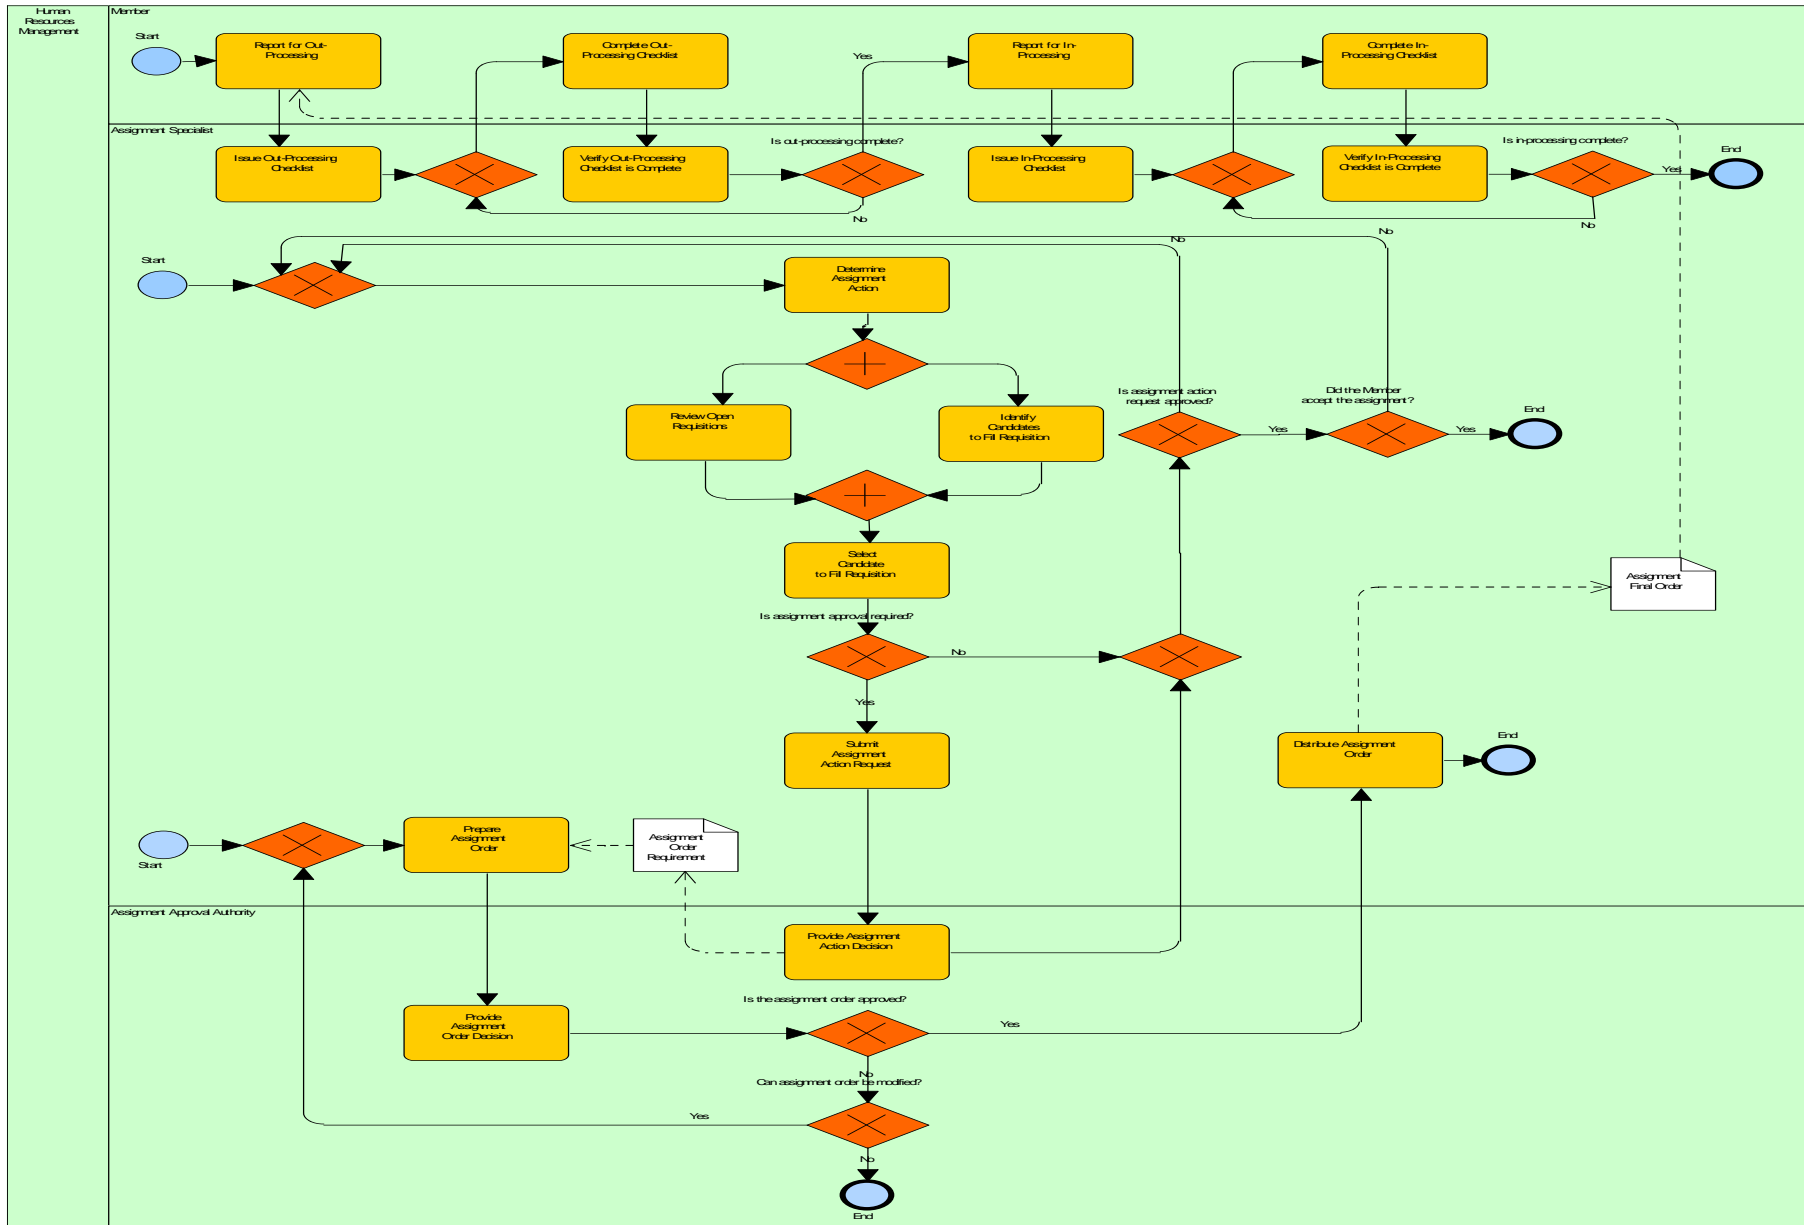 Human
Resources
Management
Member
Start
Report for Out-
Processing
Complete Out-
Processing Checklist
Yes
Report for In-
Processing
Complete In-
Processing Checklist
Assignment Specialist
Issue Out-Processing
Checklist
Verify Out-Processing
Checklist is Complete
Is out-processing complete?
No
Issue In-Processing
Checklist
Verify In-Processing
Checklist is Complete
Is in-processing complete?
Yes
No
End
Start
No
No
Determine
Assignment
Action
Review Open
Requisitions
Identify
Candidates
to Fill Requisition
Is assignment action
request approved?
Yes
Did the Member
accept the assignment?
Yes
End
Select
Candidate
to Fill Requisition
Assignment
Final Order
Is assignment approval required?
No
Yes
Submit
Assignment
Action Request
Distribute Assignment
Order
End
Start
Prepare
Assignment
Order
Assignment
Order
Requirement
Assignment Approval Authority
Provide Assignment
Action Decision
Provide
Assignment
Order Decision
Is the assignment order approved?
Yes
No
Can assignment order be modified?
Yes
No
End